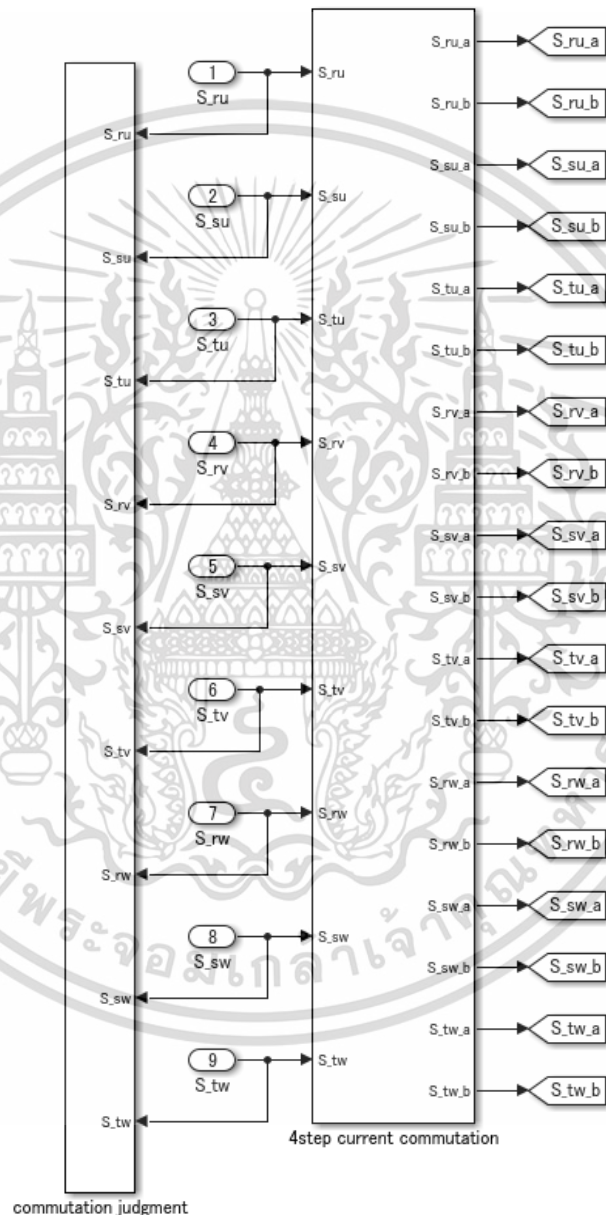 S_ru_a
S_ru_a
1
S_ru
S_ru
S_ru_b
S_ru_b
S_ru
S_su_a
S_su_a
2
S_su
S_su
S_su_b
S_su_b
S_su
S_tu_a
S_tu_a
3
S_tu
S_tu
S_tu_b
S_tu_b
S_tu
S_rv_a
S_rv_a
4
S_rv
S_rv
S_rv_b
S_rv_b
S_rv
S_sv_a
S_sv_a
5
S_sv
S_sv
S_sv_b
S_sv_b
S_sv
S_tv_a
S_tv_a
6
S_tv
S_tv
S_tv_b
S_tv_b
S_tv
S_rw_a
S_rw_a
7
S_rw
S_rw
S_rw_b
S_rw_b
S_rw
S_sw_a
S_sw_a
8
S_sw
S_sw
S_sw_b
S_sw_b
S_sw
S_tw_a
S_tw_a
9
S_tw
S_tw
S_tw_b
S_tw_b
S_tw
4step current commutation
commutation judgment